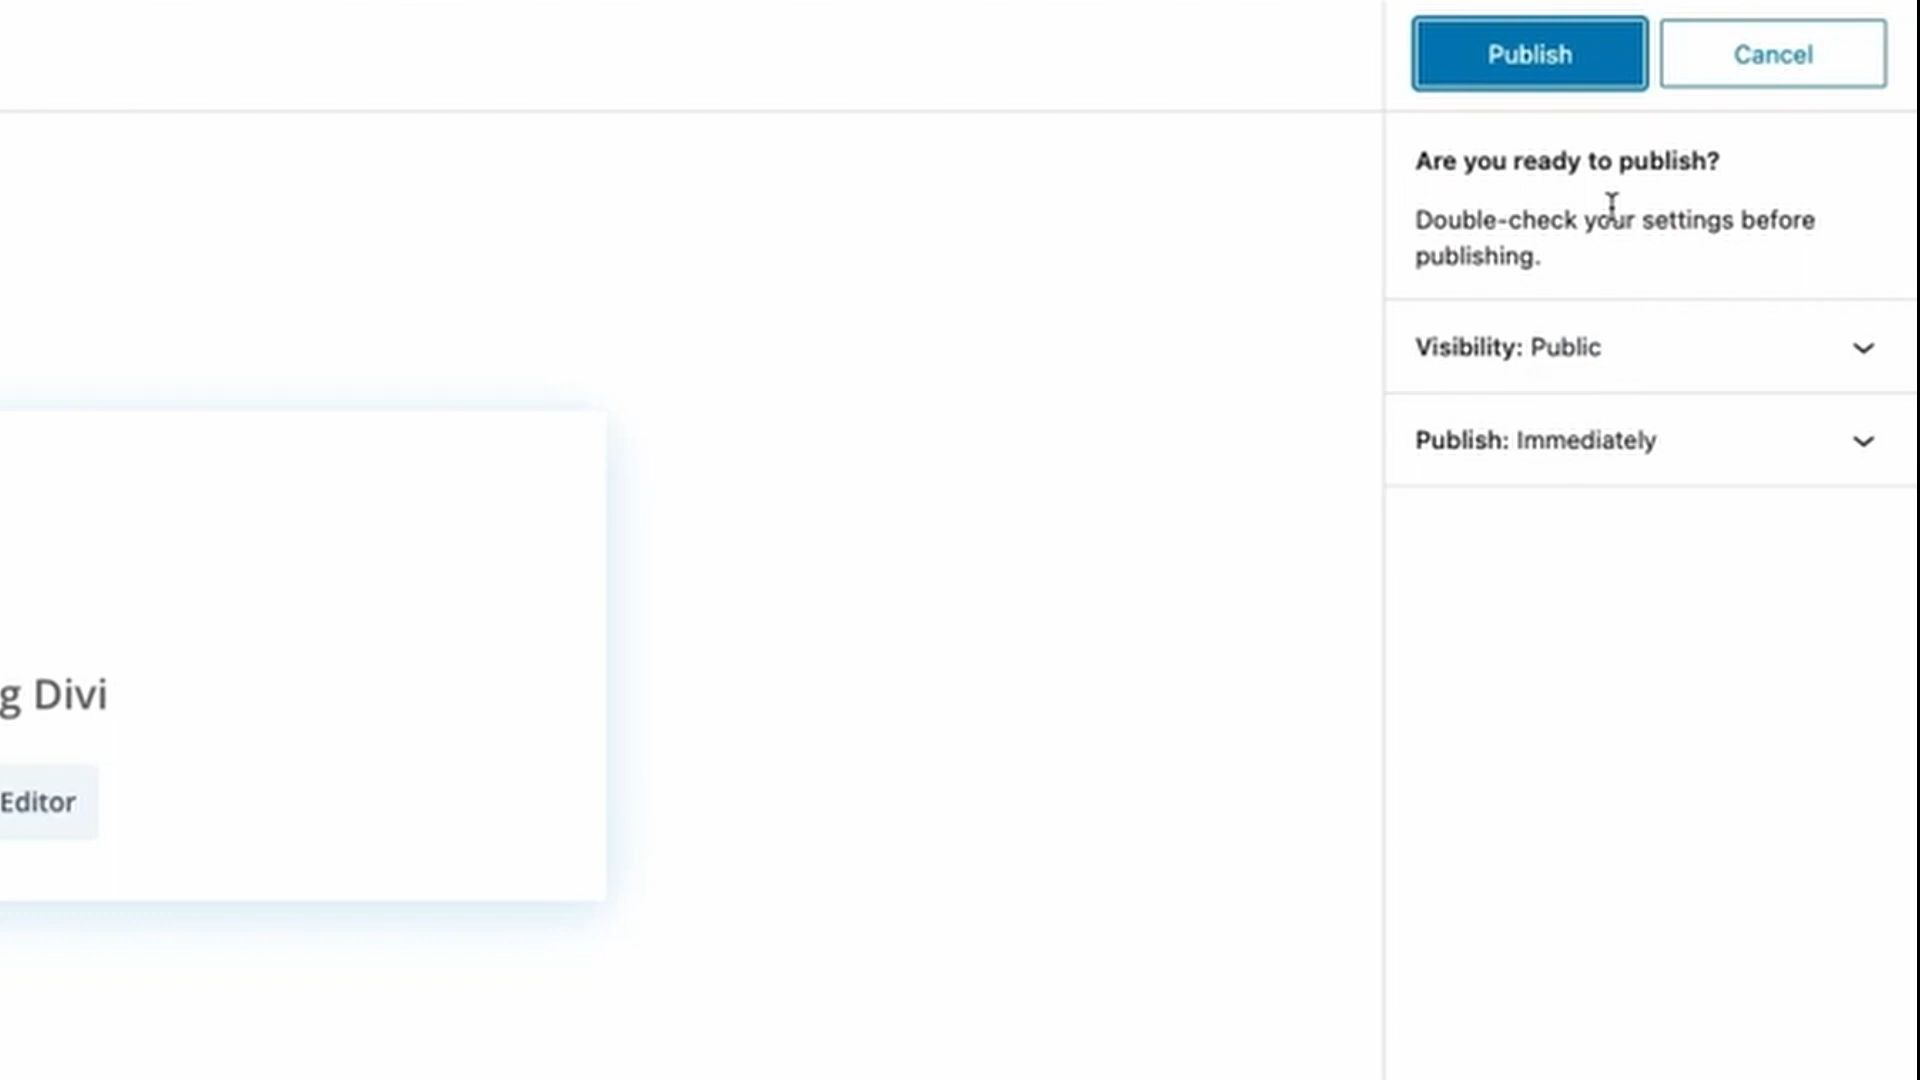 Publish
Cancel
Are you ready to publish?
Double-check your settings before
publishing.
Visibility: Public
Publish: Immediately
g Divi
Editor